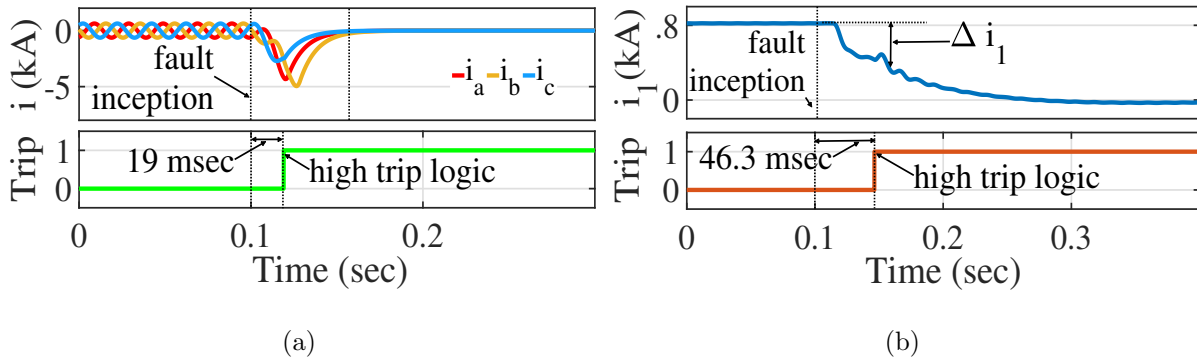 0
-5
i (kA)
fault
inception
i_a i_b i_c
1
0
Trip
19 msec
high trip logic
0 0.1 0.2
Time (sec)
(a)
.8
0
i_1 (kA)
fault
inception
Δ i_1
1
0
Trip
46.3 msec
high trip logic
0 0.1 0.2 0.3
Time (sec)
(b)